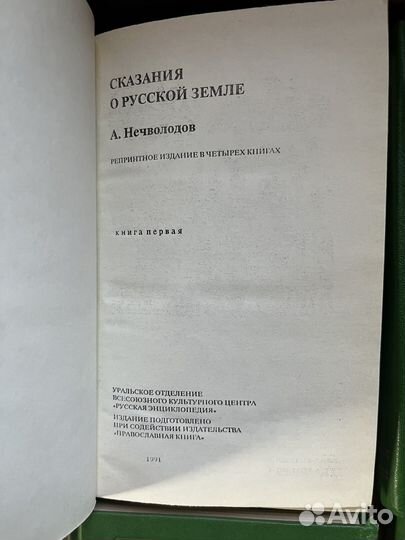 СКАЗАНИЯ
О РУССКОЙ ЗЕМЛЕ
А. Нечволодов
РЕПРИНТНОЕ ИЗДАНИЕ В ЧЕТЫРЕХ КНИГАХ
книга первая
УРАЛЬСКОЕ ОТДЕЛЕНИЕ
ВСЕСОЮЗНОГО КУЛЬТУРНОГО ЦЕНТРА
«РУССКАЯ ЭНЦИКЛОПЕДИЯ»
ИЗДАНИЕ ПОДГОТОВЛЕНО
ПРИ СОДЕЙСТВИИ ИЗДАТЕЛЬСТВА
«ПРАВОСЛАВНАЯ КНИГА»
1991
Avito